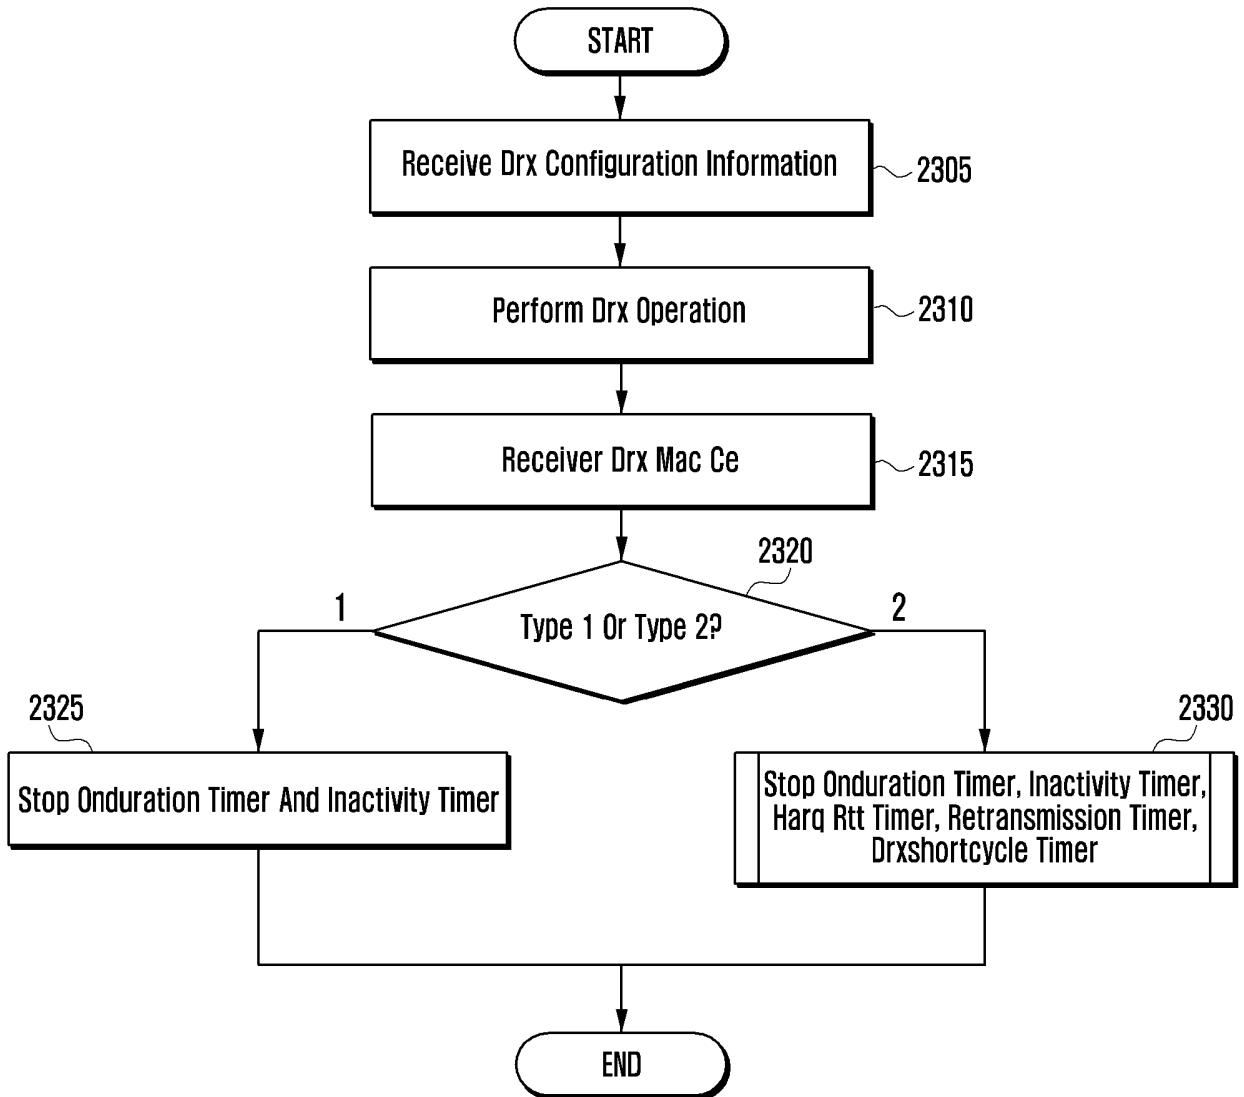 START
Receive Drx Configuration Information
2305
Perform Drx Operation
2310
Receiver Drx Mac Ce
2315
2320
Type 1 Or Type 2?
1
2
2325
Stop Onduration Timer And Inactivity Timer
2330
Stop Onduration Timer, Inactivity Timer,
Harq Rtt Timer, Retransmission Timer,
Drxshortcycle Timer
END